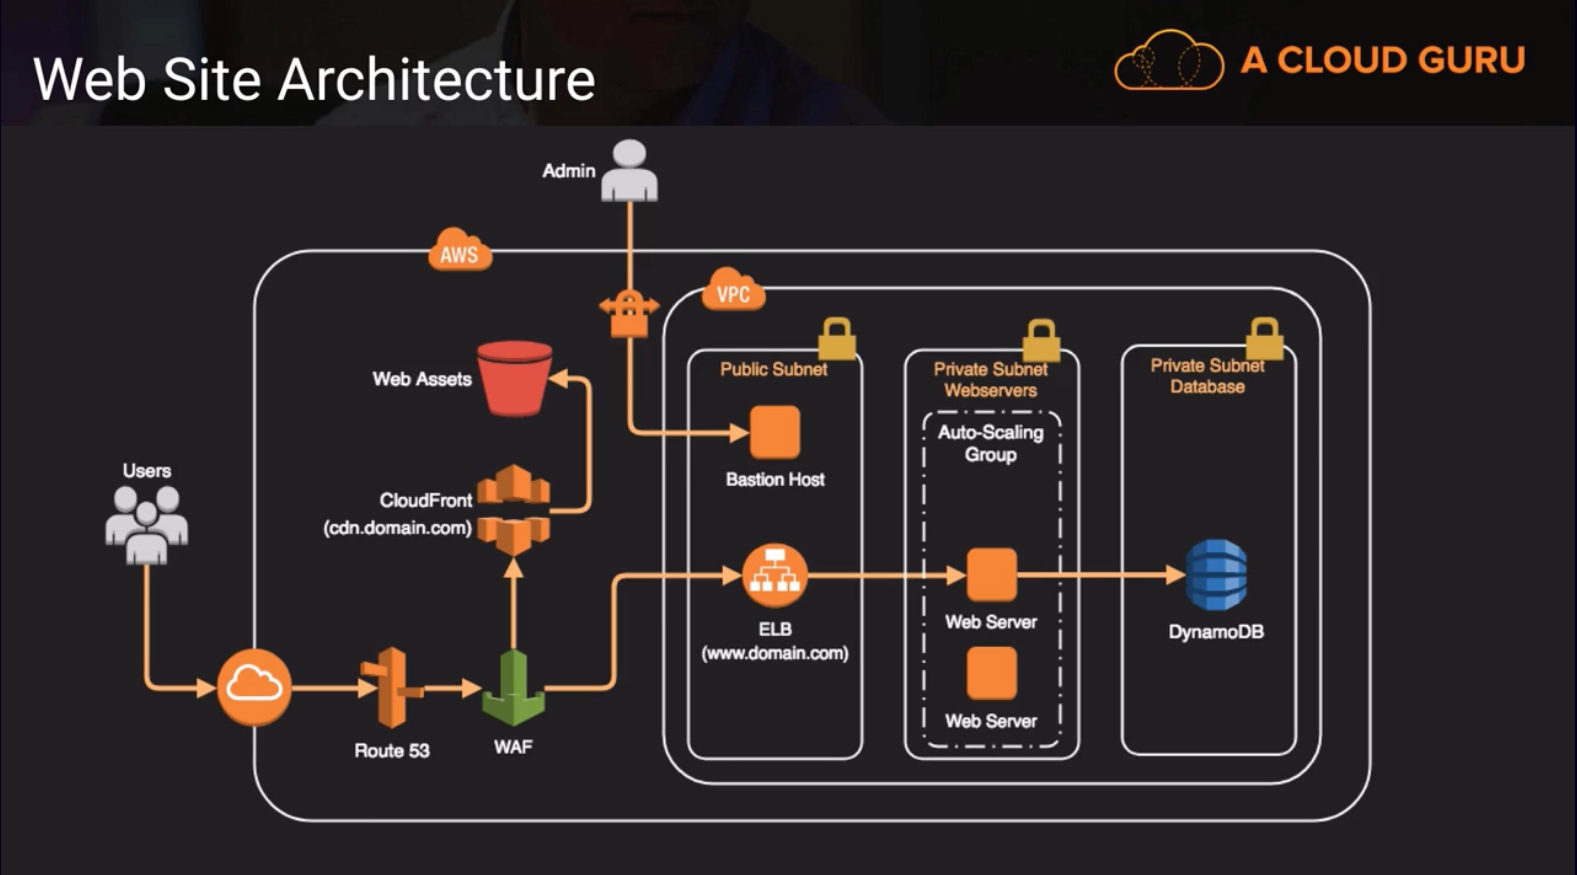 Web Site Architecture
A CLOUD GURU
Admin
AWS
VPC
Public Subnet
Private Subnet
Webservers
Private Subnet
Database
Web Assets
Auto-Scaling
Group
Users
Bastion Host
CloudFront
(cdn.domain.com)
ELB
(www.domain.com)
Web Server
DynamoDB
Web Server
Route 53
WAF